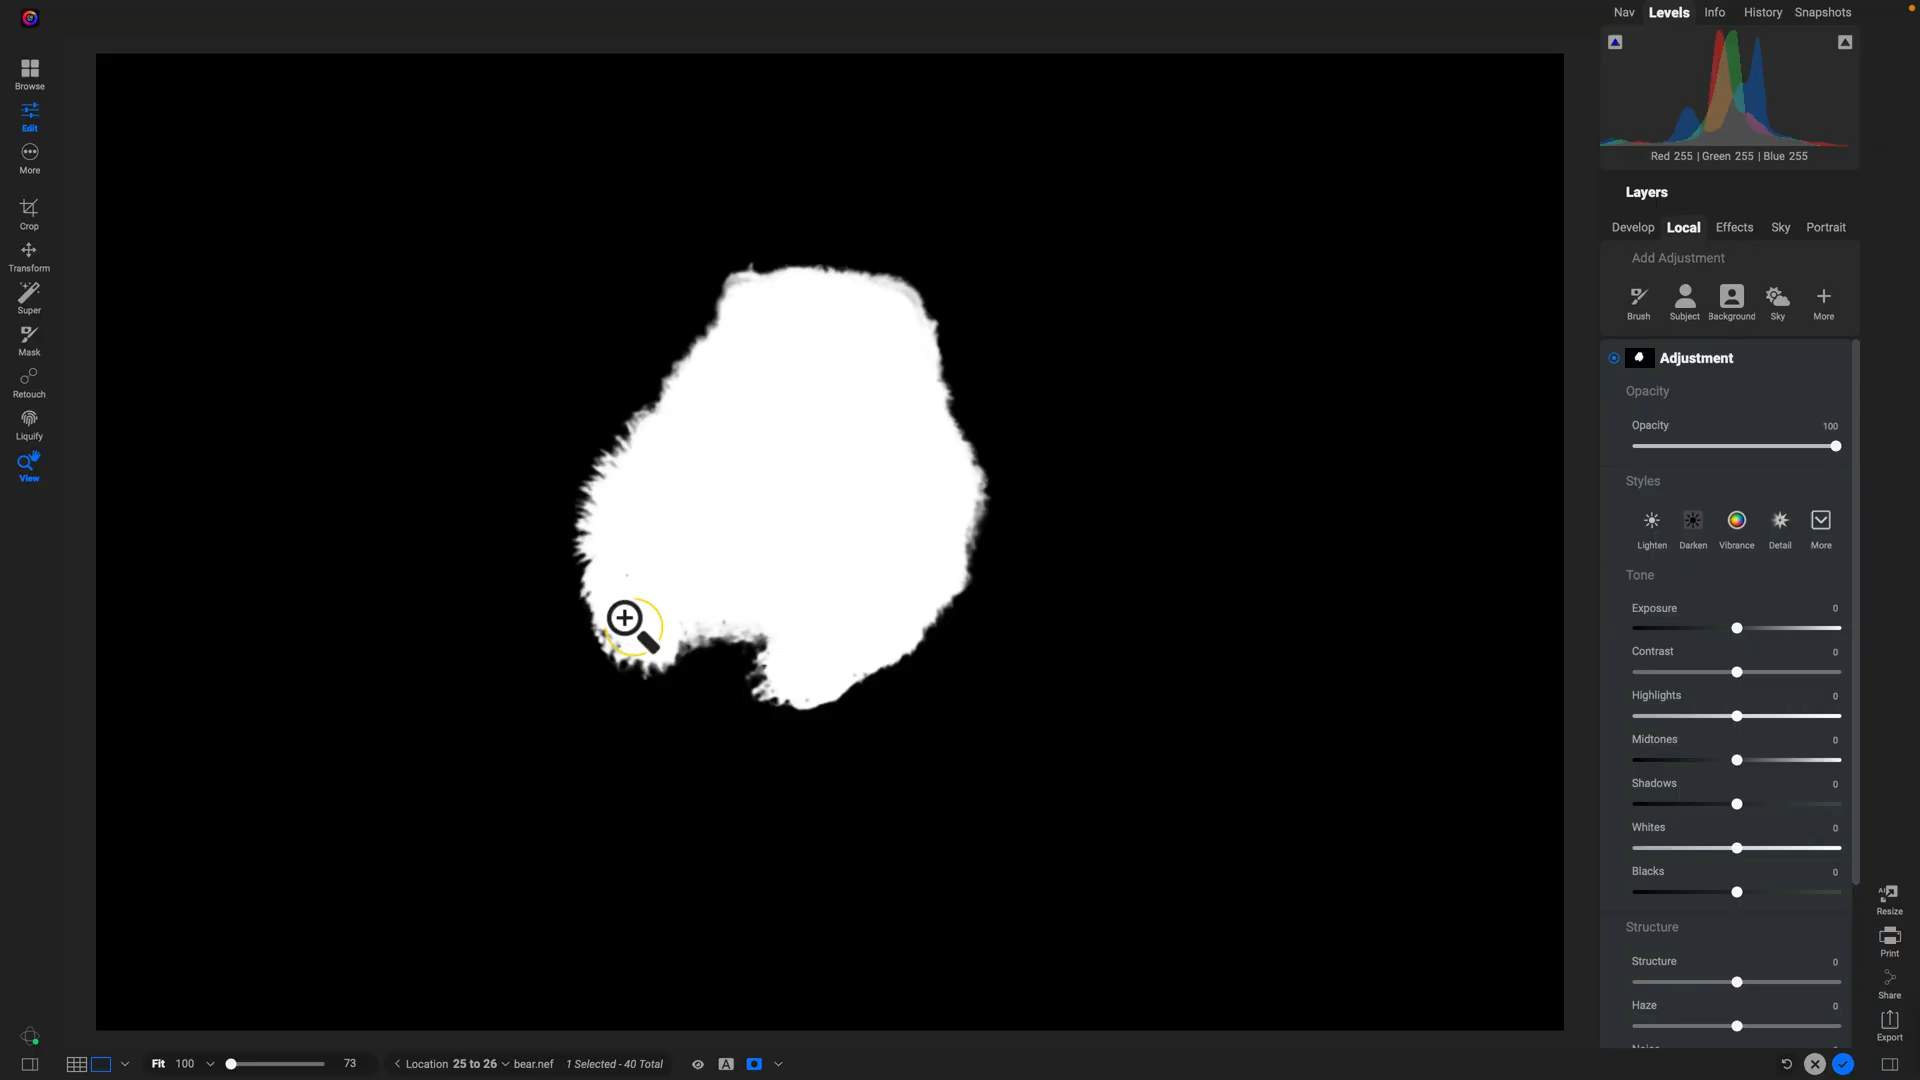 Nav Levels Info History Snapshots
Red 255 | Green 255 | Blue 255
Browse
Edit
More
Crop
Transform
Super
Mask
Retouch
Liquify
View
Layers
Develop Local Effects Sky Portrait
Add Adjustment
Brush Subject Background Sky More
Adjustment
Opacity
Opacity 100
Styles
Lighten Darken Vibrance Detail More
Tone
Exposure 0
Contrast 0
Highlights 0
Midtones 0
Shadows 0
Whites 0
Blacks 0
Structure
Structure 0
Haze 0
AI
Resize
Print
Share
Export
Fit 100 73 Location 25 to 26 bear.nef 1 Selected - 40 Total A